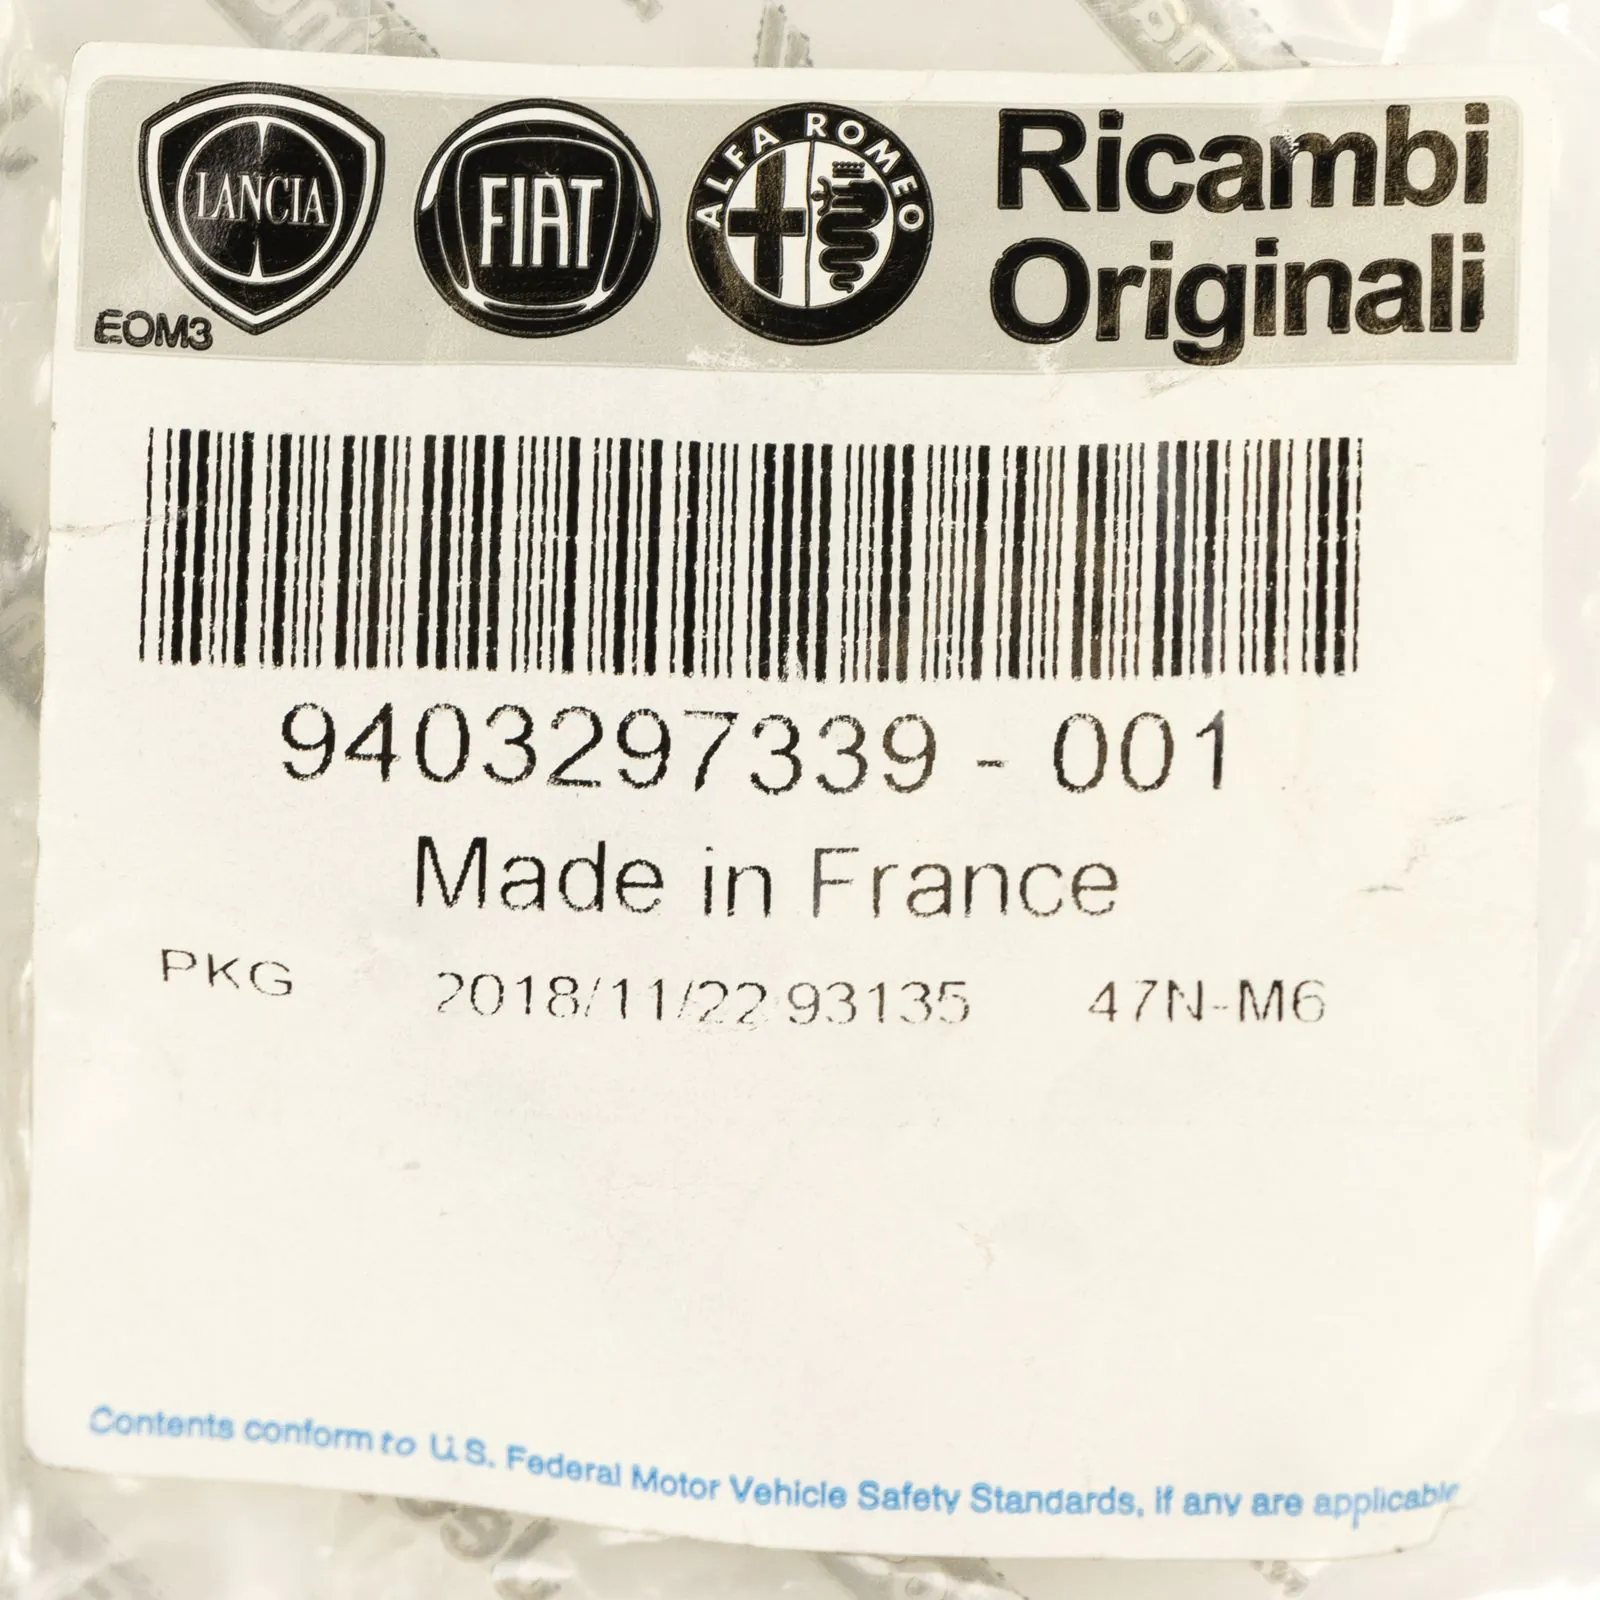 LANCIA
FIAT
ALFA ROMEO
Ricambi
Originali
EOM3
9403297339 - 001
Made in France
PKG 2018/11/22 93135 47N-M6
Contents conform to U.S. Federal Motor Vehicle Safety Standards, if any are applicable